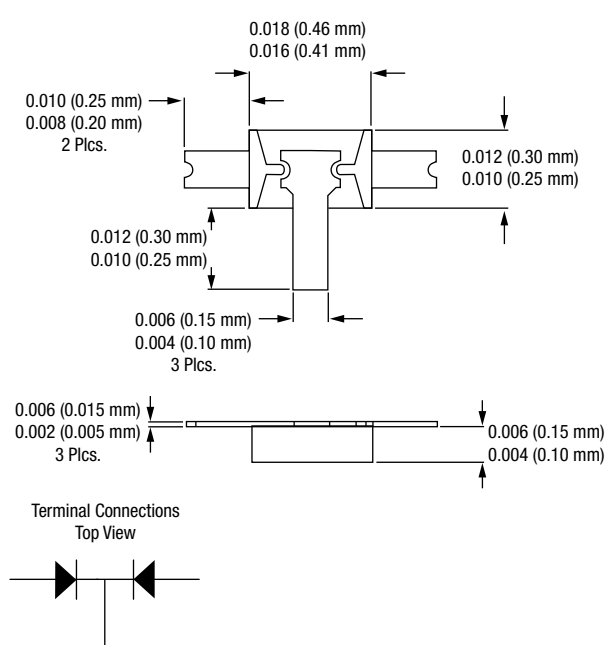 0.018 (0.46 mm)
0.016 (0.41 mm)
0.010 (0.25 mm)
0.008 (0.20 mm)
2 Plcs.
0.012 (0.30 mm)
0.010 (0.25 mm)
0.012 (0.30 mm)
0.010 (0.25 mm)
0.006 (0.15 mm)
0.004 (0.10 mm)
3 Plcs.
0.006 (0.015 mm)
0.002 (0.005 mm)
3 Plcs.
0.006 (0.15 mm)
0.004 (0.10 mm)
Terminal Connections
Top View